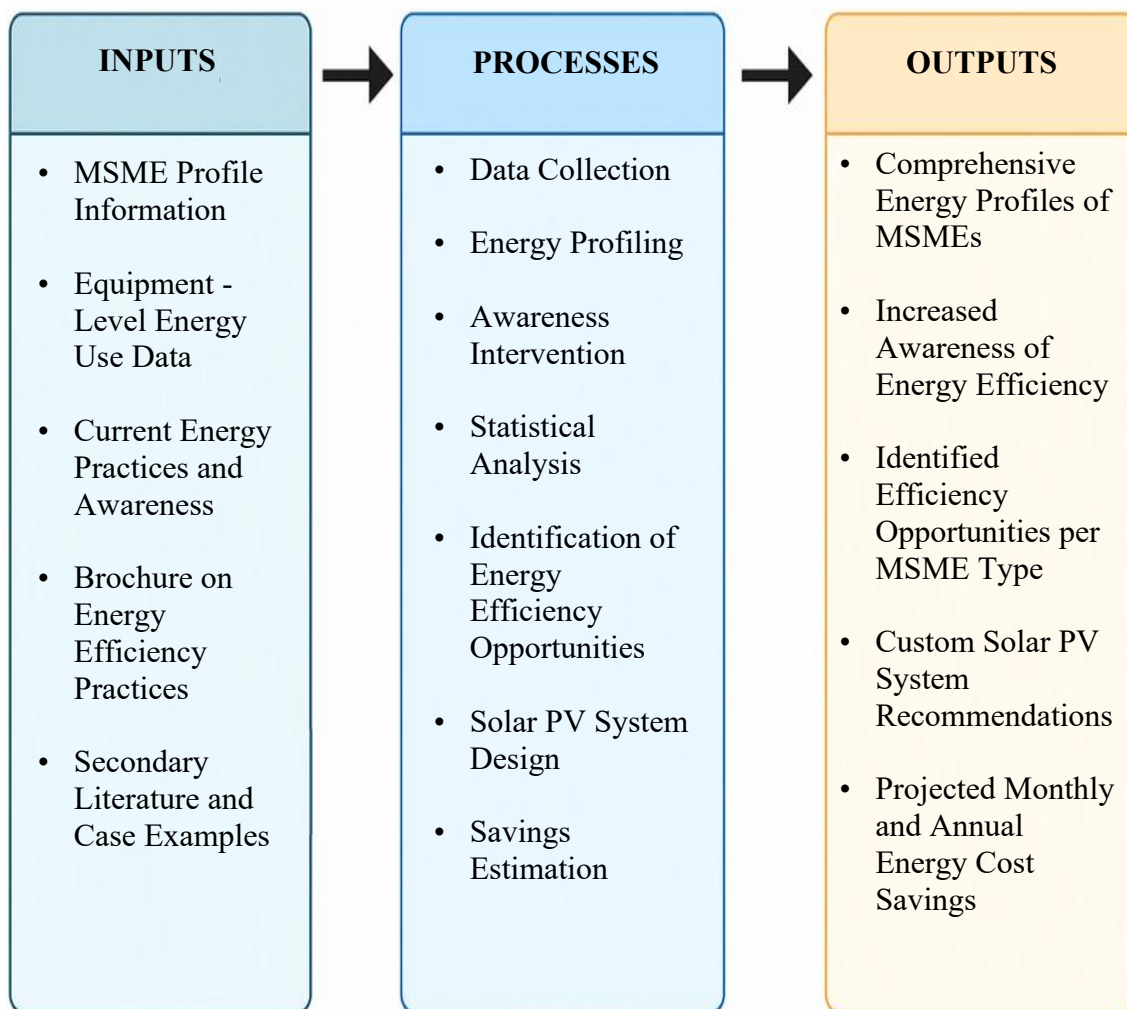 INPUTS
• MSME Profile
Information
• Equipment -
Level Energy
Use Data
• Current Energy
Practices and
Awareness
• Brochure on
Energy
Efficiency
Practices
• Secondary
Literature and
Case Examples
PROCESSES
• Data Collection
• Energy Profiling
• Awareness
Intervention
• Statistical
Analysis
• Identification of
Energy
Efficiency
Opportunities
• Solar PV System
Design
• Savings
Estimation
OUTPUTS
• Comprehensive
Energy Profiles of
MSMEs
• Increased
Awareness of
Energy Efficiency
• Identified
Efficiency
Opportunities per
MSME Type
• Custom Solar PV
System
Recommendations
• Projected Monthly
and Annual
Energy Cost
Savings